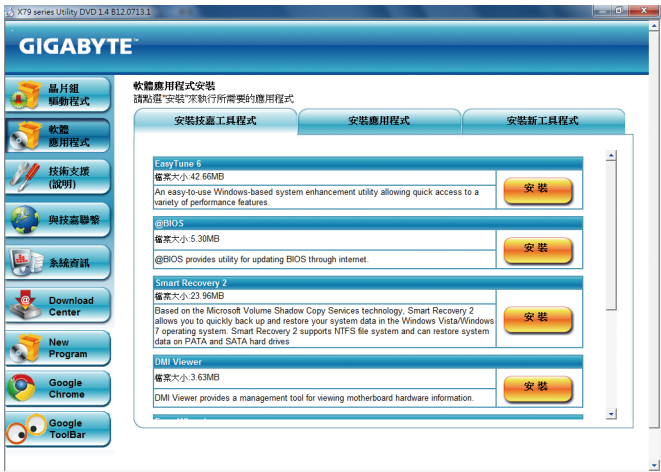 X79 series Utility DVD 1.4 B12.0713.1
GIGABYTE™
晶片組
驅動程式
軟體
應用程式
技術支援
(說明)
與技嘉聯繫
系統資訊
Download
Center
New
Program
Google
Chrome
Google
ToolBar
軟體應用程式安裝
請點選"安裝"來執行所需要的應用程式
安裝技嘉工具程式
安裝應用程式
安裝新工具程式
EasyTune 6
檔案大小:42.66MB
An easy-to-use Windows-based system enhancement utility allowing quick access to a
variety of performance features.
安裝
@BIOS
檔案大小:5.30MB
@BIOS provides utility for updating BIOS through internet.
安裝
Smart Recovery 2
檔案大小:23.96MB
Based on the Microsoft Volume Shadow Copy Services technology, Smart Recovery 2
allows you to quickly back up and restore your system data in the Windows Vista/Windows
7 operating system. Smart Recovery 2 supports NTFS file system and can restore system
data on PATA and SATA hard drives
安裝
DMI Viewer
檔案大小:3.63MB
DMI Viewer provides a management tool for viewing motherboard hardware information.
安裝